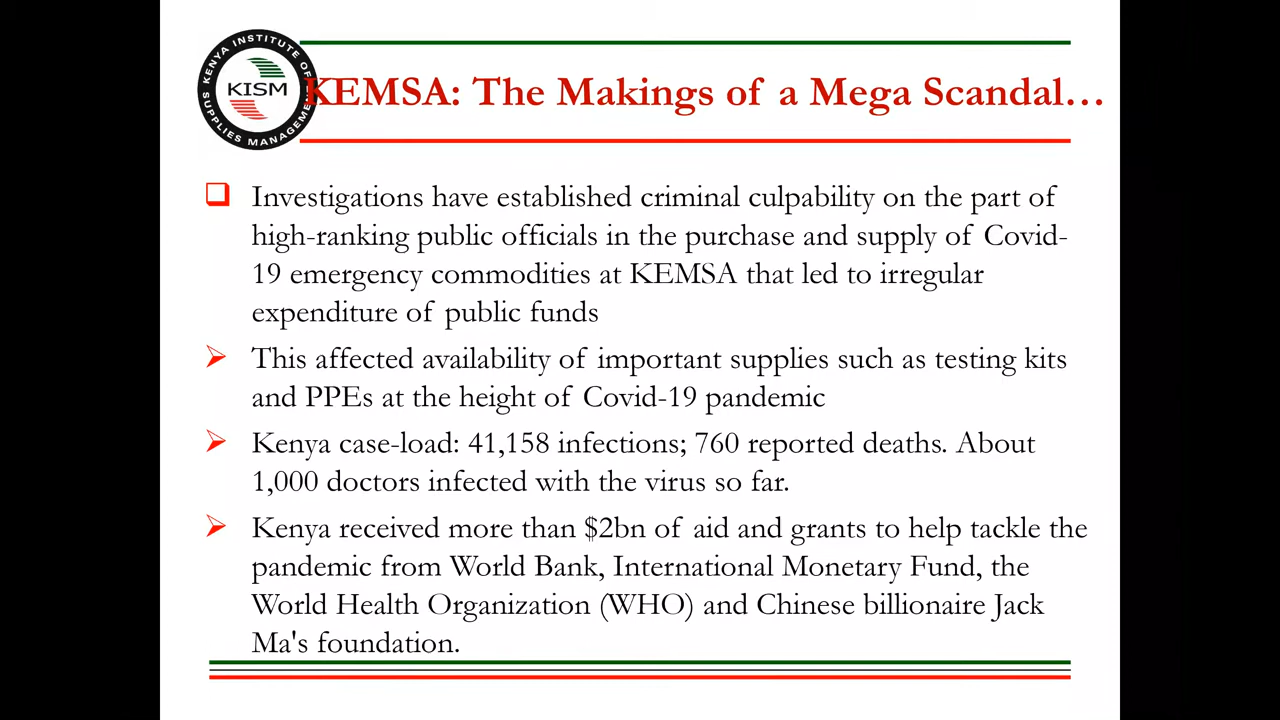 KENYA INSTITUTE OF
SUPPLIES MANAGEMENT
KISM
KEMSA: The Makings of a Mega Scandal…
Investigations have established criminal culpability on the part of
high-ranking public officials in the purchase and supply of Covid-
19 emergency commodities at KEMSA that led to irregular
expenditure of public funds
This affected availability of important supplies such as testing kits
and PPEs at the height of Covid-19 pandemic
Kenya case-load: 41,158 infections; 760 reported deaths. About
1,000 doctors infected with the virus so far.
Kenya received more than $2bn of aid and grants to help tackle the
pandemic from World Bank, International Monetary Fund, the
World Health Organization (WHO) and Chinese billionaire Jack
Ma's foundation.